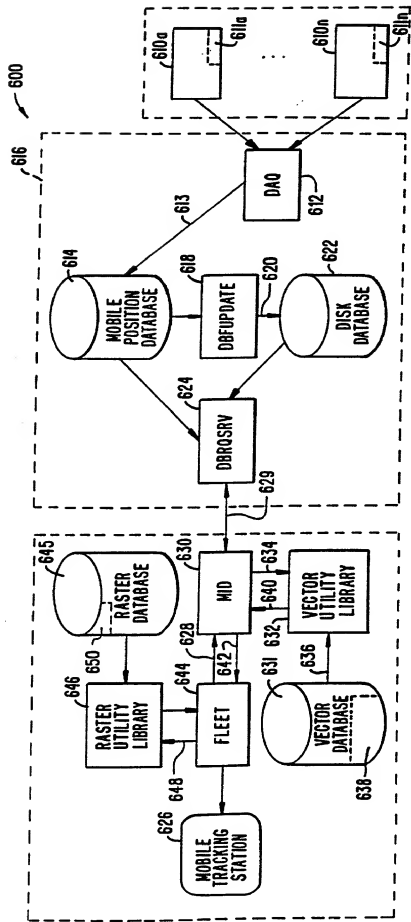 600
616
610a
611a
...
610n
611n
DAQ
612
613
614
MOBILE
POSITION
DATABASE
618
DBFUPDATE
620
622
DISK
DATABASE
624
DBRQSRV
629
630
MID
634
640
632
VECTOR
UTILITY
LIBRARY
636
631
VECTOR
DATABASE
638
628
642
644
FLEET
645
RASTER
DATABASE
650
646
RASTER
UTILITY
LIBRARY
648
626
MOBILE
TRACKING
STATION